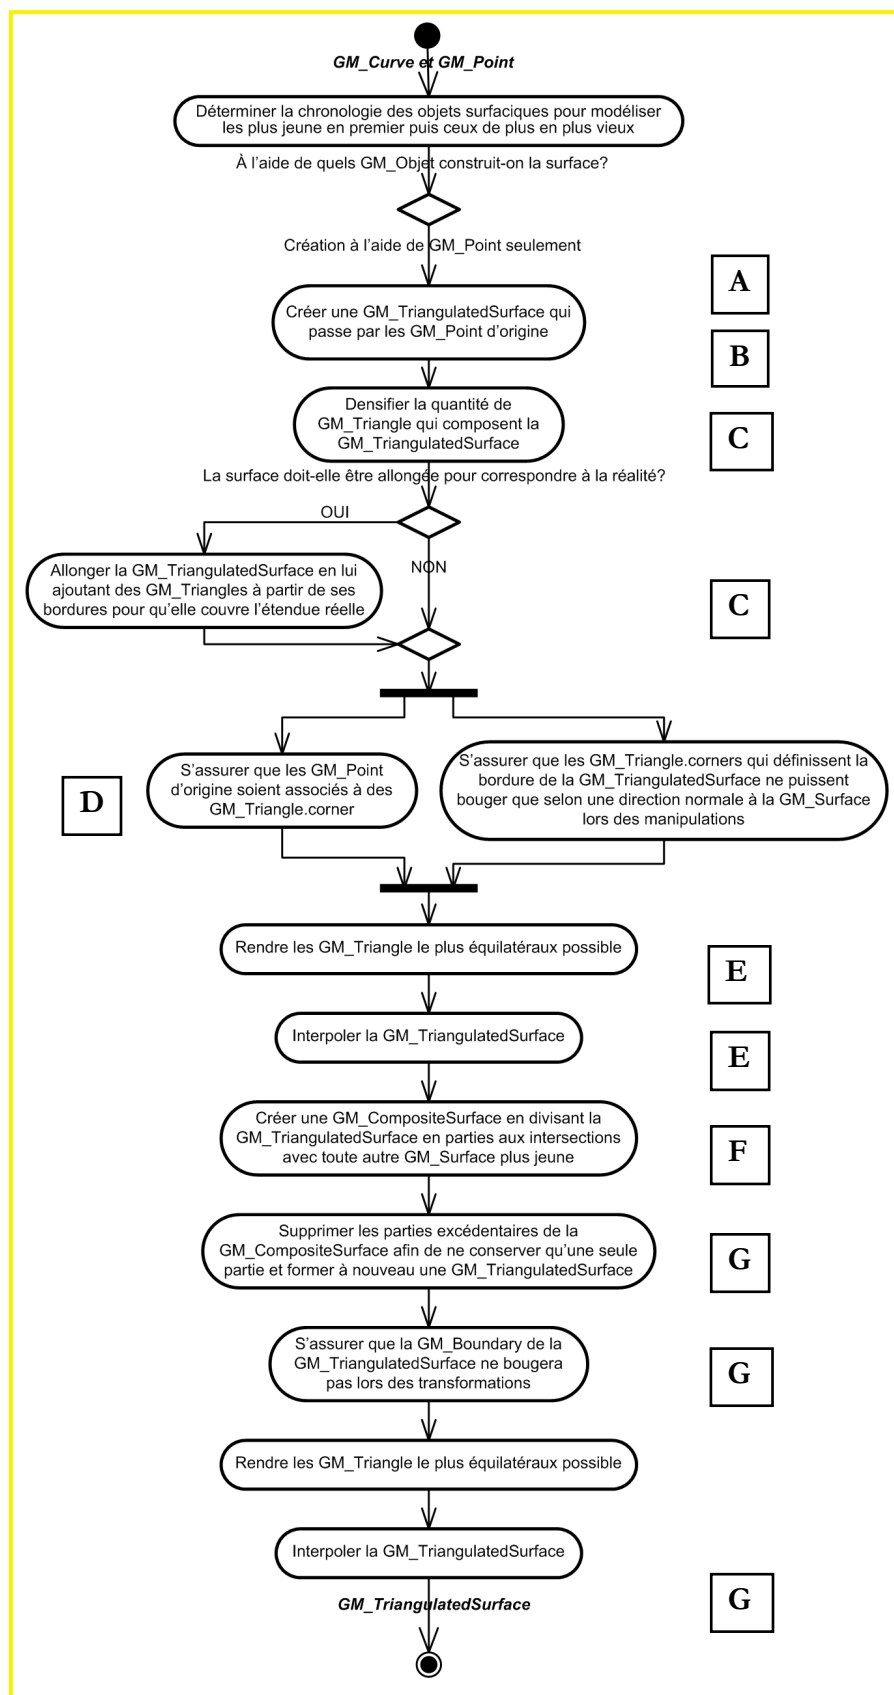 GM_Curve et GM_Point
Déterminer la chronologie des objets surfaciques pour modéliser
les plus jeune en premier puis ceux de plus en plus vieux
À l'aide de quels GM_Objet construit-on la surface?
Création à l'aide de GM_Point seulement
A
Créer une GM_TriangulatedSurface qui
passe par les GM_Point d'origine
B
Densifier la quantité de
GM_Triangle qui composent la
GM_TriangulatedSurface
C
La surface doit-elle être allongée pour correspondre à la réalité?
OUI
NON
Allonger la GM_TriangulatedSurface en lui
ajoutant des GM_Triangles à partir de ses
bordures pour qu'elle couvre l'étendue réelle
C
D
S'assurer que les GM_Point
d'origine soient associés à des
GM_Triangle.corner
S'assurer que les GM_Triangle.corners qui définissent la
bordure de la GM_TriangulatedSurface ne puissent
bouger que selon une direction normale à la GM_Surface
lors des manipulations
Rendre les GM_Triangle le plus équilatéraux possible
E
Interpoler la GM_TriangulatedSurface
E
Créer une GM_CompositeSurface en divisant la
GM_TriangulatedSurface en parties aux intersections
avec toute autre GM_Surface plus jeune
F
Supprimer les parties excédentaires de la
GM_CompositeSurface afin de ne conserver qu'une seule
partie et former à nouveau une GM_TriangulatedSurface
G
S'assurer que la GM_Boundary de la
GM_TriangulatedSurface ne bougera
pas lors des transformations
G
Rendre les GM_Triangle le plus équilatéraux possible
Interpoler la GM_TriangulatedSurface
GM_TriangulatedSurface
G